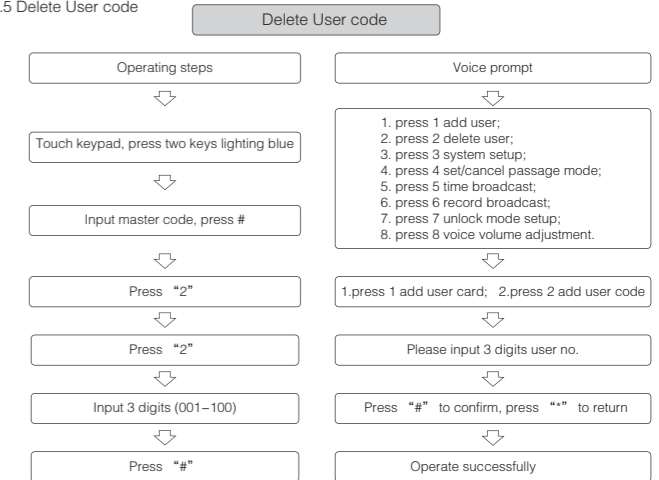 .5 Delete User code
Delete User code
Operating steps
Touch keypad, press two keys lighting blue
Input master code, press #
Press “2”
Press “2”
Input 3 digits (001–100)
Press “#”
Voice prompt
1. press 1 add user;
2. press 2 delete user;
3. press 3 system setup;
4. press 4 set/cancel passage mode;
5. press 5 time broadcast;
6. press 6 record broadcast;
7. press 7 unlock mode setup;
8. press 8 voice volume adjustment.
1.press 1 add user card; 2.press 2 add user code
Please input 3 digits user no.
Press “#” to confirm, press “*” to return
Operate successfully